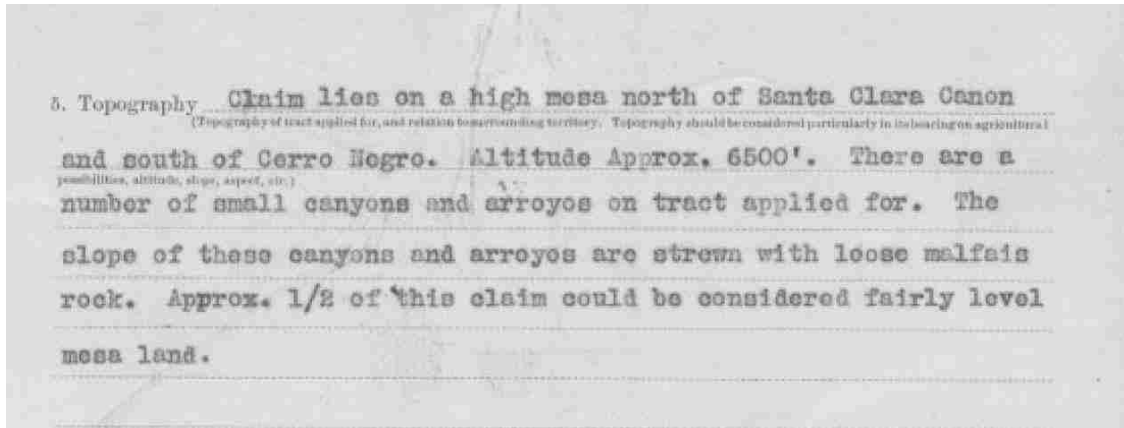 5. Topography Claim lies on a high mesa north of Santa Clara Canon
(Topography of tract applied for, and relation to surrounding territory. Topography should be considered particularly in its bearing on agricultural
and south of Cerro Negro. Altitude Approx. 6500'. There are a
possibilities, altitude, slope, aspect, etc.)
number of small canyons and arroyos on tract applied for. The
slope of these canyons and arroyos are strewn with loose malfais
rock. Approx. 1/2 of this claim could be considered fairly level
mesa land.